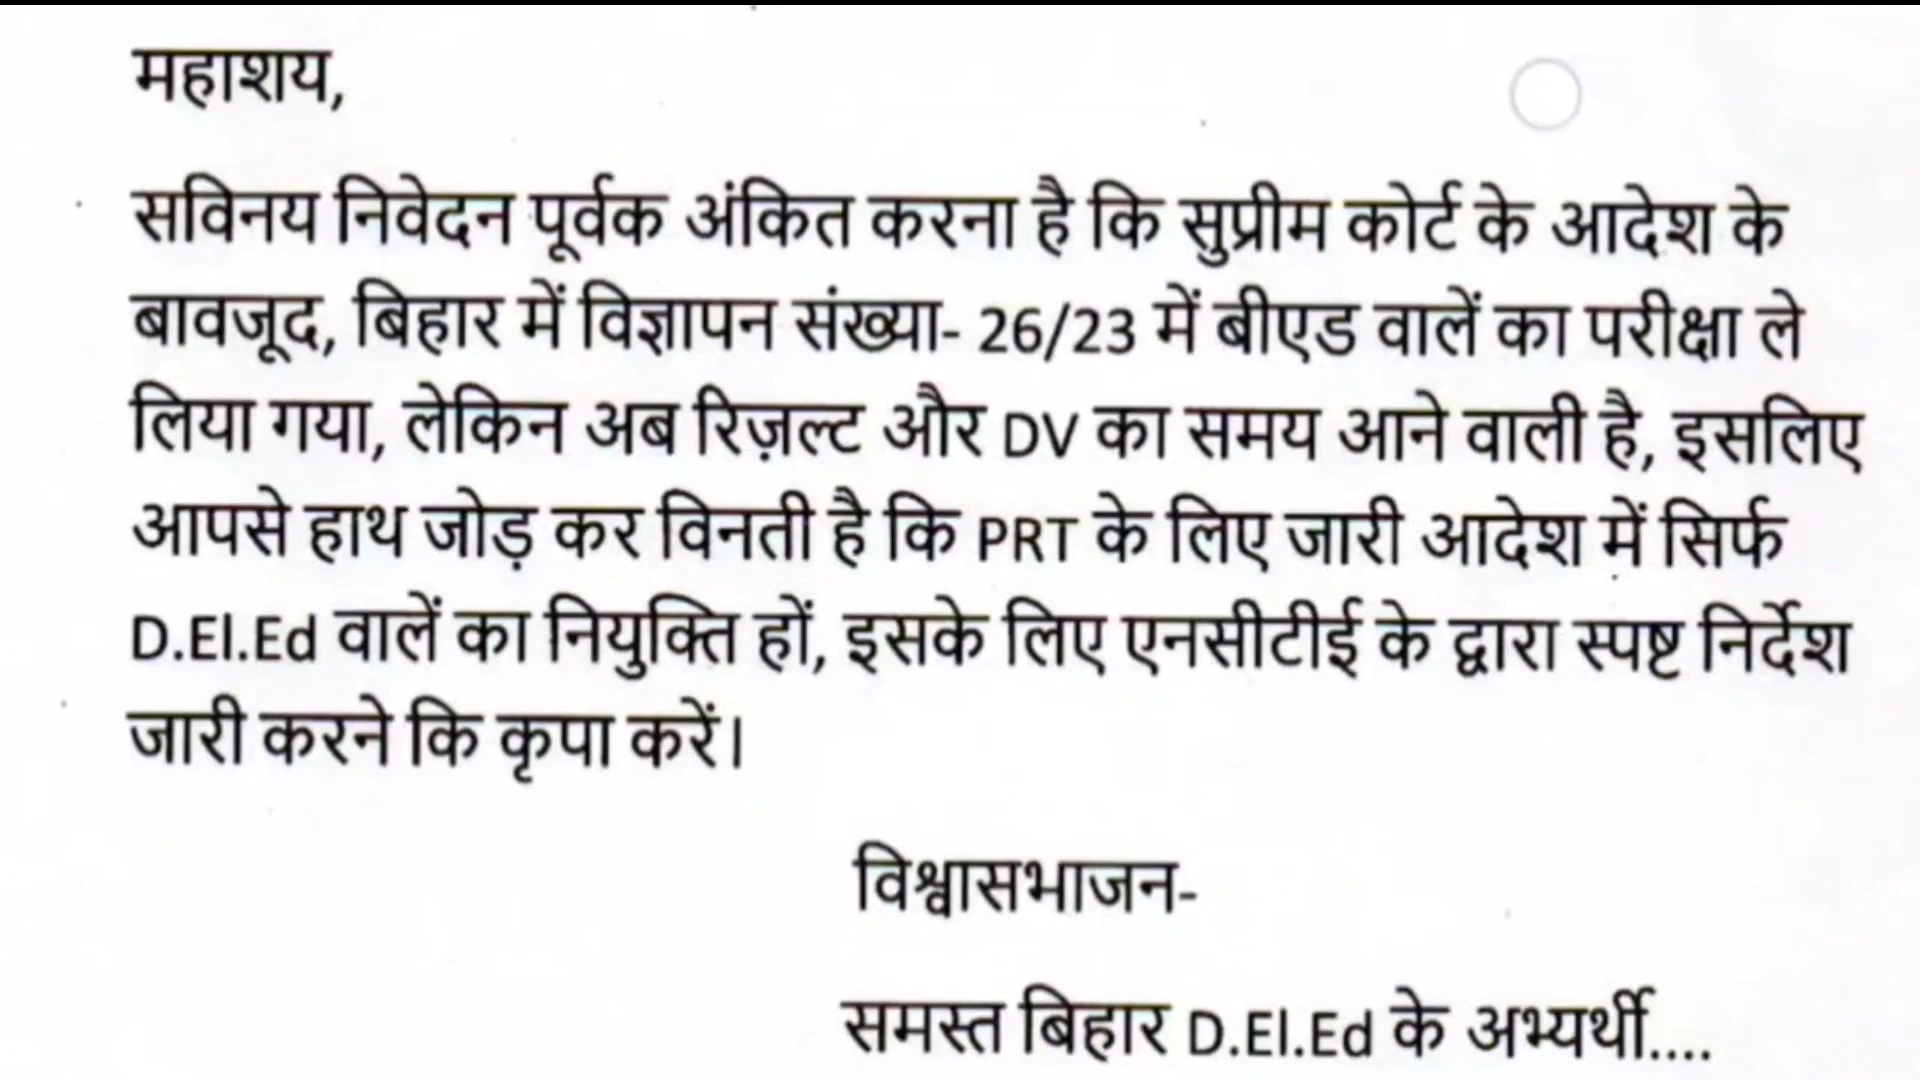 महाशय,
सविनय निवेदन पूर्वक अंकित करना है कि सुप्रीम कोर्ट के आदेश के
बावजूद, बिहार में विज्ञापन संख्या- 26/23 में बीएड वालें का परीक्षा ले
लिया गया, लेकिन अब रिज़ल्ट और DV का समय आने वाली है, इसलिए
आपसे हाथ जोड़ कर विनती है कि PRT के लिए जारी आदेश में सिर्फ
D.El.Ed वालें का नियुक्ति हों, इसके लिए एनसीटीई के द्वारा स्पष्ट निर्देश
जारी करने कि कृपा करें।
विश्वासभाजन-
समस्त बिहार D.El.Ed के अभ्यर्थी....